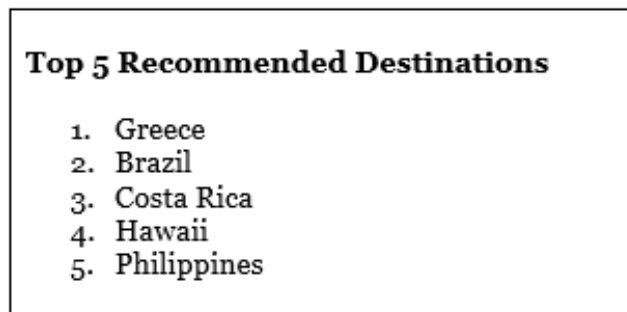 Top 5 Recommended Destinations
1. Greece
2. Brazil
3. Costa Rica
4. Hawaii
5. Philippines